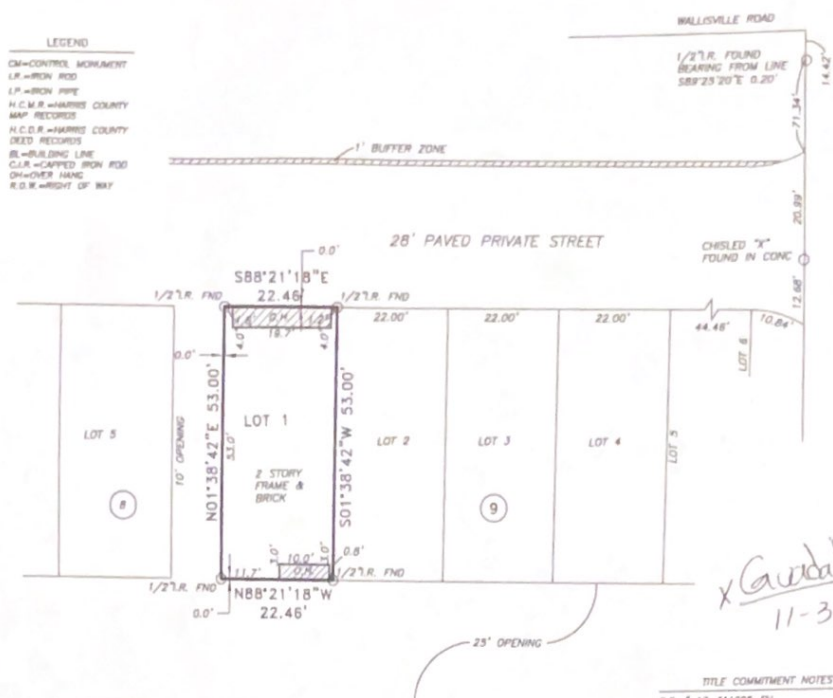 WALLISVILLE ROAD
LEGEND
CM=CONTROL MONUMENT
I.R.=IRON ROD
I.P.=IRON PIPE
H.C.M.R.=HARRIS COUNTY
MAP RECORDS
H.C.D.R.=HARRIS COUNTY
DEED RECORDS
BL=BUILDING LINE
C.I.R.=CAPPED IRON ROD
OH=OVER HANG
R.O.W.=RIGHT OF WAY
1/2"I.R. FOUND
BEARING FROM LINE
S89°25'20"E 0.20'
14.42'
71.34'
1' BUFFER ZONE
20.99'
28' PAVED PRIVATE STREET
CHISLED "X"
FOUND IN CONC
12.68'
0.0'
S88°21'18"E
22.46'
1/2"I.R. FND
1/2"I.R. FND
22.00'
22.00'
22.00'
44.46'
10.84'
O.H.
19.7'
4.0'
4.0'
0.0'
LOT 6
LOT 5
10' OPENING
N01°38'42"E 53.00'
53.0'
LOT 1
2 STORY
FRAME &
BRICK
S01°38'42"W 53.00'
LOT 2
LOT 3
LOT 4
LOT 5
8
9
11.7'
3.0'
10.0'
O.H.
3.0'
0.8'
1/2"I.R. FND
1/2"I.R. FND
N88°21'18"W
22.46'
0.0'
25' OPENING
x
11-3
TITLE COMMITMENT NOTES